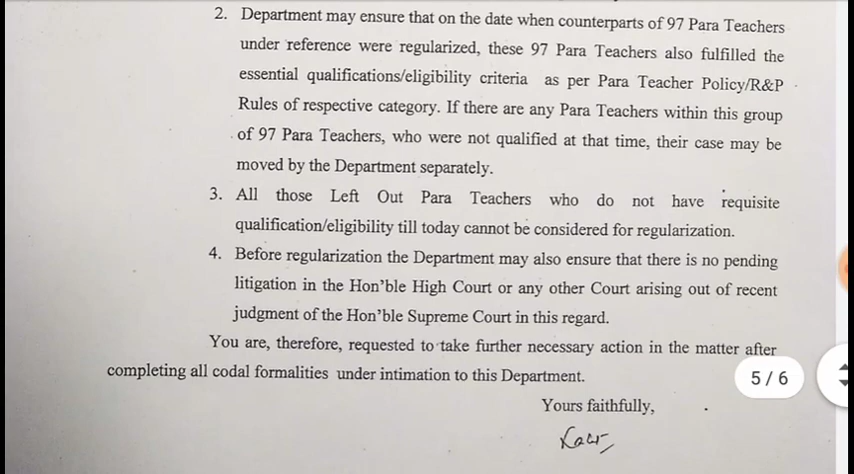 2. Department may ensure that on the date when counterparts of 97 Para Teachers
under reference were regularized, these 97 Para Teachers also fulfilled the
essential qualifications/eligibility criteria as per Para Teacher Policy/R&P
Rules of respective category. If there are any Para Teachers within this group
of 97 Para Teachers, who were not qualified at that time, their case may be
moved by the Department separately.
3. All those Left Out Para Teachers who do not have requisite
qualification/eligibility till today cannot be considered for regularization.
4. Before regularization the Department may also ensure that there is no pending
litigation in the Hon'ble High Court or any other Court arising out of recent
judgment of the Hon'ble Supreme Court in this regard.
You are, therefore, requested to take further necessary action in the matter after
completing all codal formalities under intimation to this Department.
5 / 6
Yours faithfully,